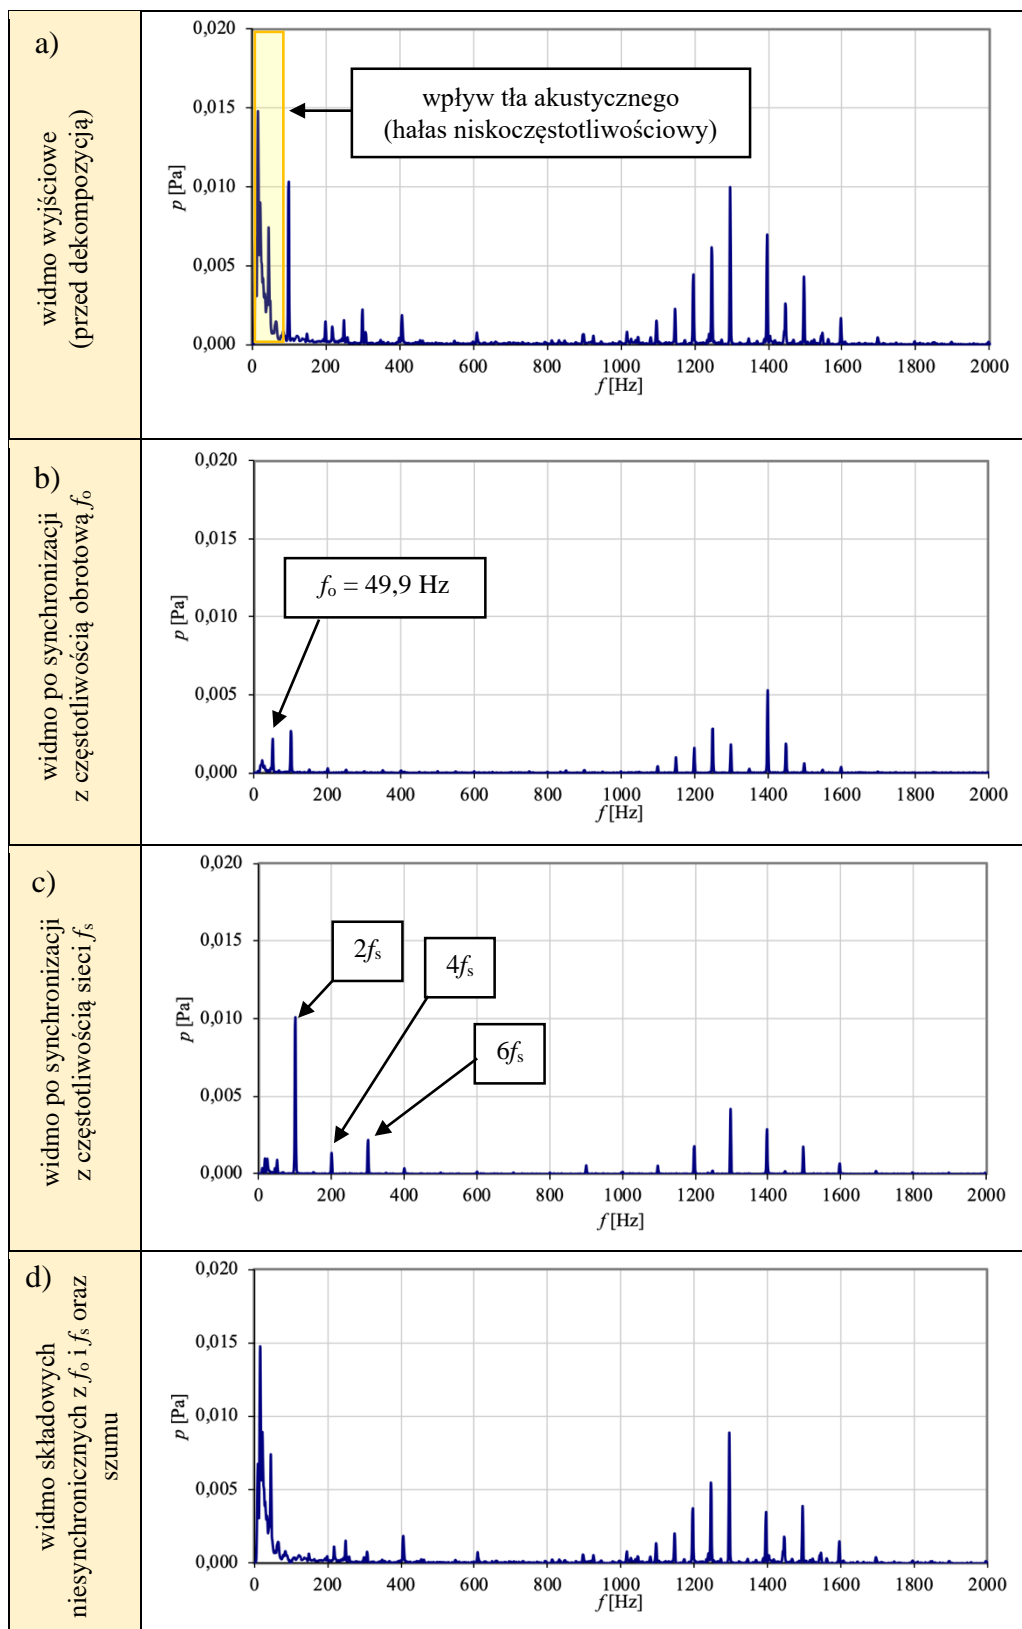 a)
widmo wyjściowe
(przed dekompozycją)
0,020
0,015
0,010
0,005
0,000
p [Pa]
wpływ tła akustycznego
(hałas niskoczęstotliwościowy)
0 200 400 600 800 1000 1200 1400 1600 1800 2000
f [Hz]
b)
widmo po synchronizacji
z częstotliwością obrotową fo
0,020
0,015
0,010
0,005
0,000
p [Pa]
fo = 49,9 Hz
0 200 400 600 800 1000 1200 1400 1600 1800 2000
f [Hz]
c)
widmo po synchronizacji
z częstotliwością sieci fs
0,020
0,015
0,010
0,005
0,000
p [Pa]
2fs
4fs
6fs
0 200 400 600 800 1000 1200 1400 1600 1800 2000
f [Hz]
d)
widmo składowych
niesynchronicznych z fo i fs oraz
szumu
0,020
0,015
0,010
0,005
0,000
p [Pa]
0 200 400 600 800 1000 1200 1400 1600 1800 2000
f [Hz]